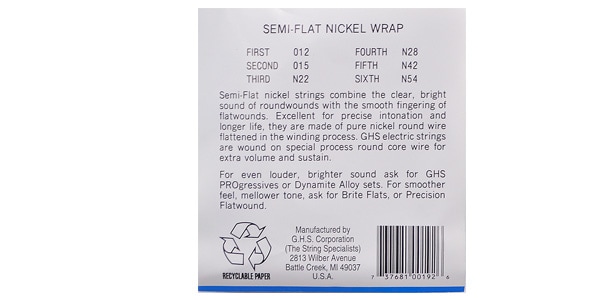 SEMI-FLAT NICKEL WRAP
FIRST 012 FOURTH N28
SECOND 015 FIFTH N42
THIRD N22 SIXTH N54
Semi-Flat nickel strings combine the clear, bright
sound of roundwounds with the smooth fingering of
flatwounds. Excellent for precise intonation and
longer life, they are made of pure nickel round wire
flattened in the winding process. GHS electric strings
are wound on special process round core wire for
extra volume and sustain.
For even louder, brighter sound ask for GHS
PROgressives or Dynamite Alloy sets. For smoother
feel, mellower tone, ask for Brite Flats, or Precision
Flatwound.
RECYCLABLE PAPER
Manufactured by
G.H.S. Corporation
(The String Specialists)
2813 Wilber Avenue
Battle Creek, MI 49037
U.S.A.
7 37681 00192 6